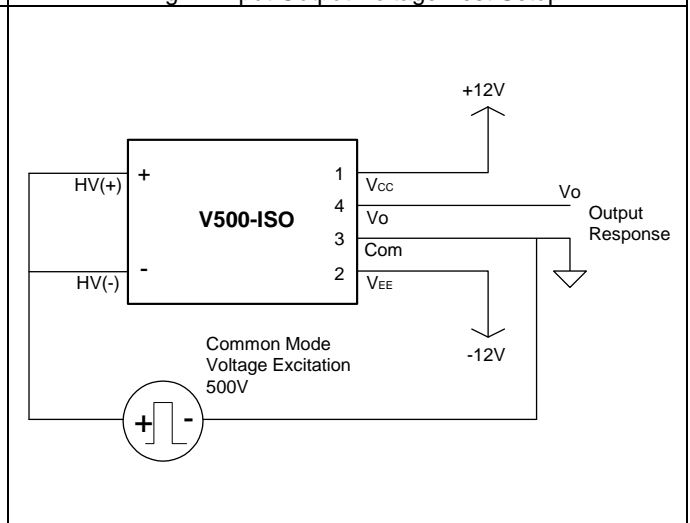 +12V
HV(+)
+
1
Vcc
V500-ISO
4
Vo
Vo
Output
Response
3
Com
HV(-)
-
2
VEE
-12V
Common Mode
Voltage Excitation
500V
+
-